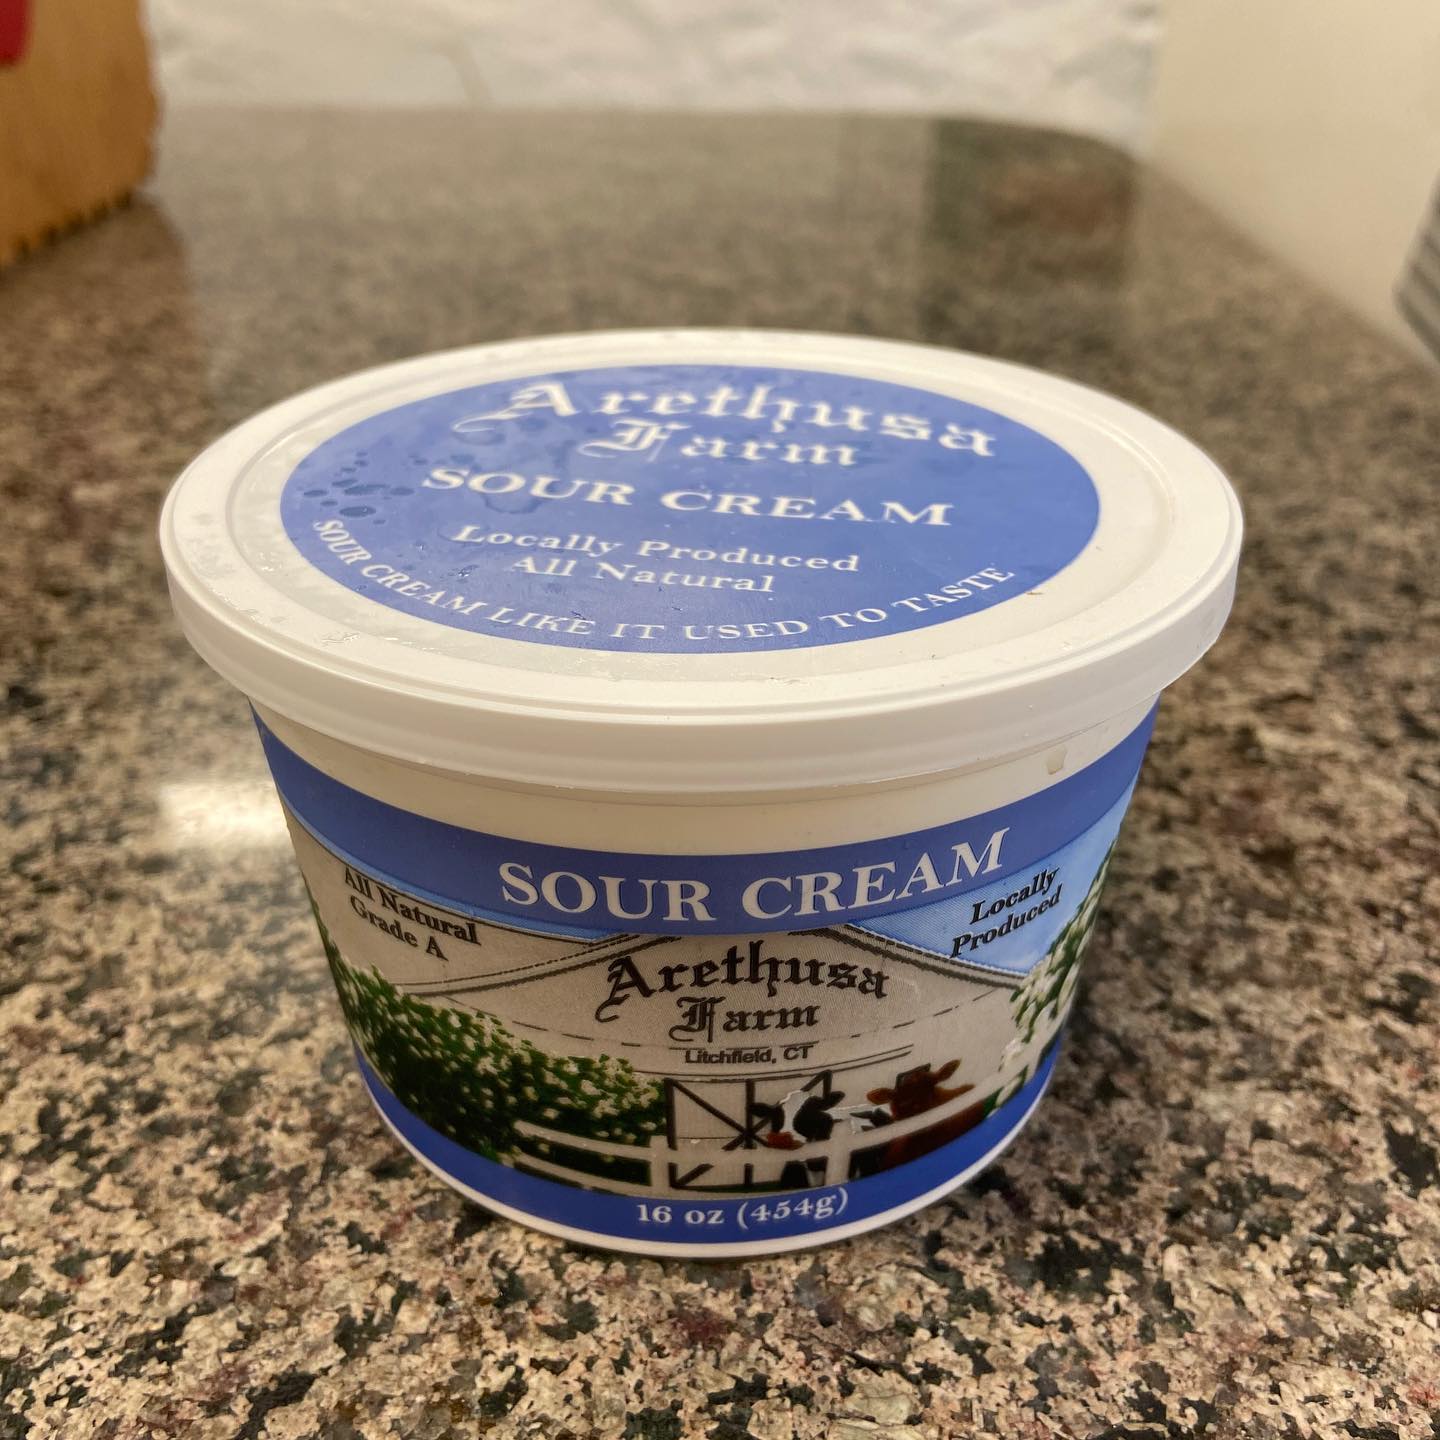 Arethusa
Farm
SOUR CREAM
Locally Produced
All Natural
SOUR CREAM LIKE IT USED TO TASTE
SOUR CREAM
All Natural
Grade A
Locally
Produced
Arethusa
Farm
Litchfield, CT
16 oz (454g)